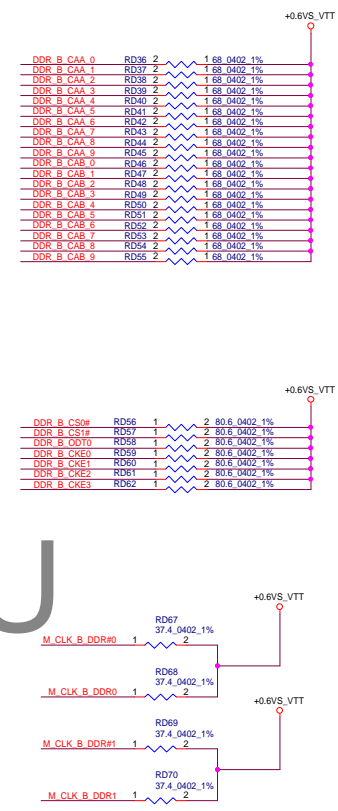 +0.6VS_VTT
DDR_B_CAA_0 RD36 2 1 68_0402_1%
DDR_B_CAA_1 RD37 2 1 68_0402_1%
DDR_B_CAA_2 RD38 2 1 68_0402_1%
DDR_B_CAA_3 RD39 2 1 68_0402_1%
DDR_B_CAA_4 RD40 2 1 68_0402_1%
DDR_B_CAA_5 RD41 2 1 68_0402_1%
DDR_B_CAA_6 RD42 2 1 68_0402_1%
DDR_B_CAA_7 RD43 2 1 68_0402_1%
DDR_B_CAA_8 RD44 2 1 68_0402_1%
DDR_B_CAA_9 RD45 2 1 68_0402_1%
DDR_B_CAB_0 RD46 2 1 68_0402_1%
DDR_B_CAB_1 RD47 2 1 68_0402_1%
DDR_B_CAB_2 RD48 2 1 68_0402_1%
DDR_B_CAB_3 RD49 2 1 68_0402_1%
DDR_B_CAB_4 RD50 2 1 68_0402_1%
DDR_B_CAB_5 RD51 2 1 68_0402_1%
DDR_B_CAB_6 RD52 2 1 68_0402_1%
DDR_B_CAB_7 RD53 2 1 68_0402_1%
DDR_B_CAB_8 RD54 2 1 68_0402_1%
DDR_B_CAB_9 RD55 2 1 68_0402_1%
+0.6VS_VTT
DDR_B_CS0# RD56 1 2 80.6_0402_1%
DDR_B_CS1# RD57 1 2 80.6_0402_1%
DDR_B_ODT0 RD58 1 2 80.6_0402_1%
DDR_B_CKE0 RD59 1 2 80.6_0402_1%
DDR_B_CKE1 RD60 1 2 80.6_0402_1%
DDR_B_CKE2 RD61 1 2 80.6_0402_1%
DDR_B_CKE3 RD62 1 2 80.6_0402_1%
+0.6VS_VTT
RD67
37.4_0402_1%
M_CLK_B_DDR#0 1 2
RD68
37.4_0402_1%
M_CLK_B_DDR0 1 2
+0.6VS_VTT
RD69
37.4_0402_1%
M_CLK_B_DDR#1 1 2
RD70
37.4_0402_1%
M_CLK_B_DDR1 1 2